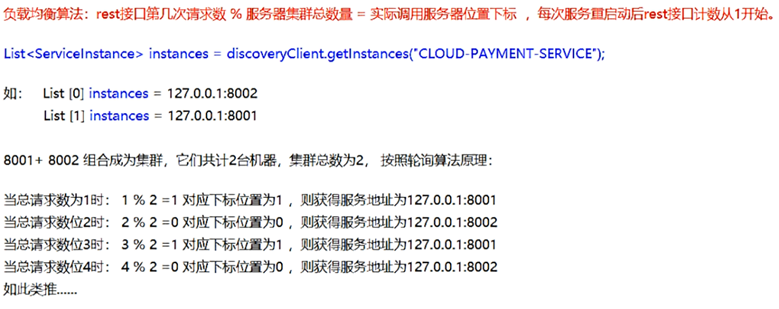 负载均衡算法：rest接口第几次请求数 % 服务器集群总数量 = 实际调用服务器位置下标 ，每次服务重启动后rest接口计数从1开始。
List<ServiceInstance> instances = discoveryClient.getInstances("CLOUD-PAYMENT-SERVICE");
如： List [0] instances = 127.0.0.1:8002
List [1] instances = 127.0.0.1:8001
8001+ 8002 组合成为集群，它们共计2台机器，集群总数为2， 按照轮询算法原理：
当总请求数为1时： 1 % 2 =1 对应下标位置为1 ，则获得服务地址为127.0.0.1:8001
当总请求数位2时： 2 % 2 =0 对应下标位置为0 ，则获得服务地址为127.0.0.1:8002
当总请求数位3时： 3 % 2 =1 对应下标位置为1 ，则获得服务地址为127.0.0.1:8001
当总请求数位4时： 4 % 2 =0 对应下标位置为0 ，则获得服务地址为127.0.0.1:8002
如此类推......